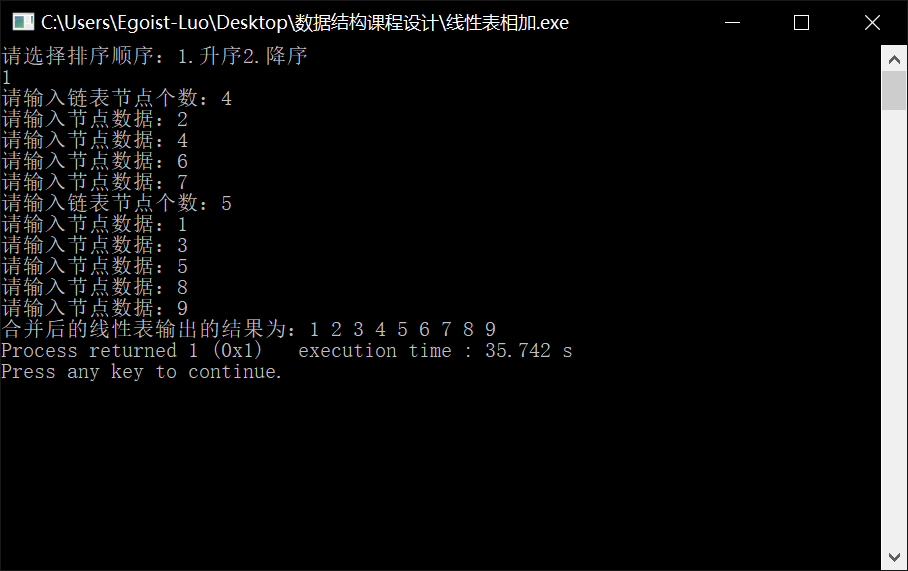 C:\Users\Egoist-Luo\Desktop\数据结构课程设计\线性表相加.exe
请选择排序顺序：1.升序2.降序
1
请输入链表节点个数：4
请输入节点数据：2
请输入节点数据：4
请输入节点数据：6
请输入节点数据：7
请输入链表节点个数：5
请输入节点数据：1
请输入节点数据：3
请输入节点数据：5
请输入节点数据：8
请输入节点数据：9
合并后的线性表输出的结果为：1 2 3 4 5 6 7 8 9
Process returned 1 (0x1)   execution time : 35.742 s
Press any key to continue.